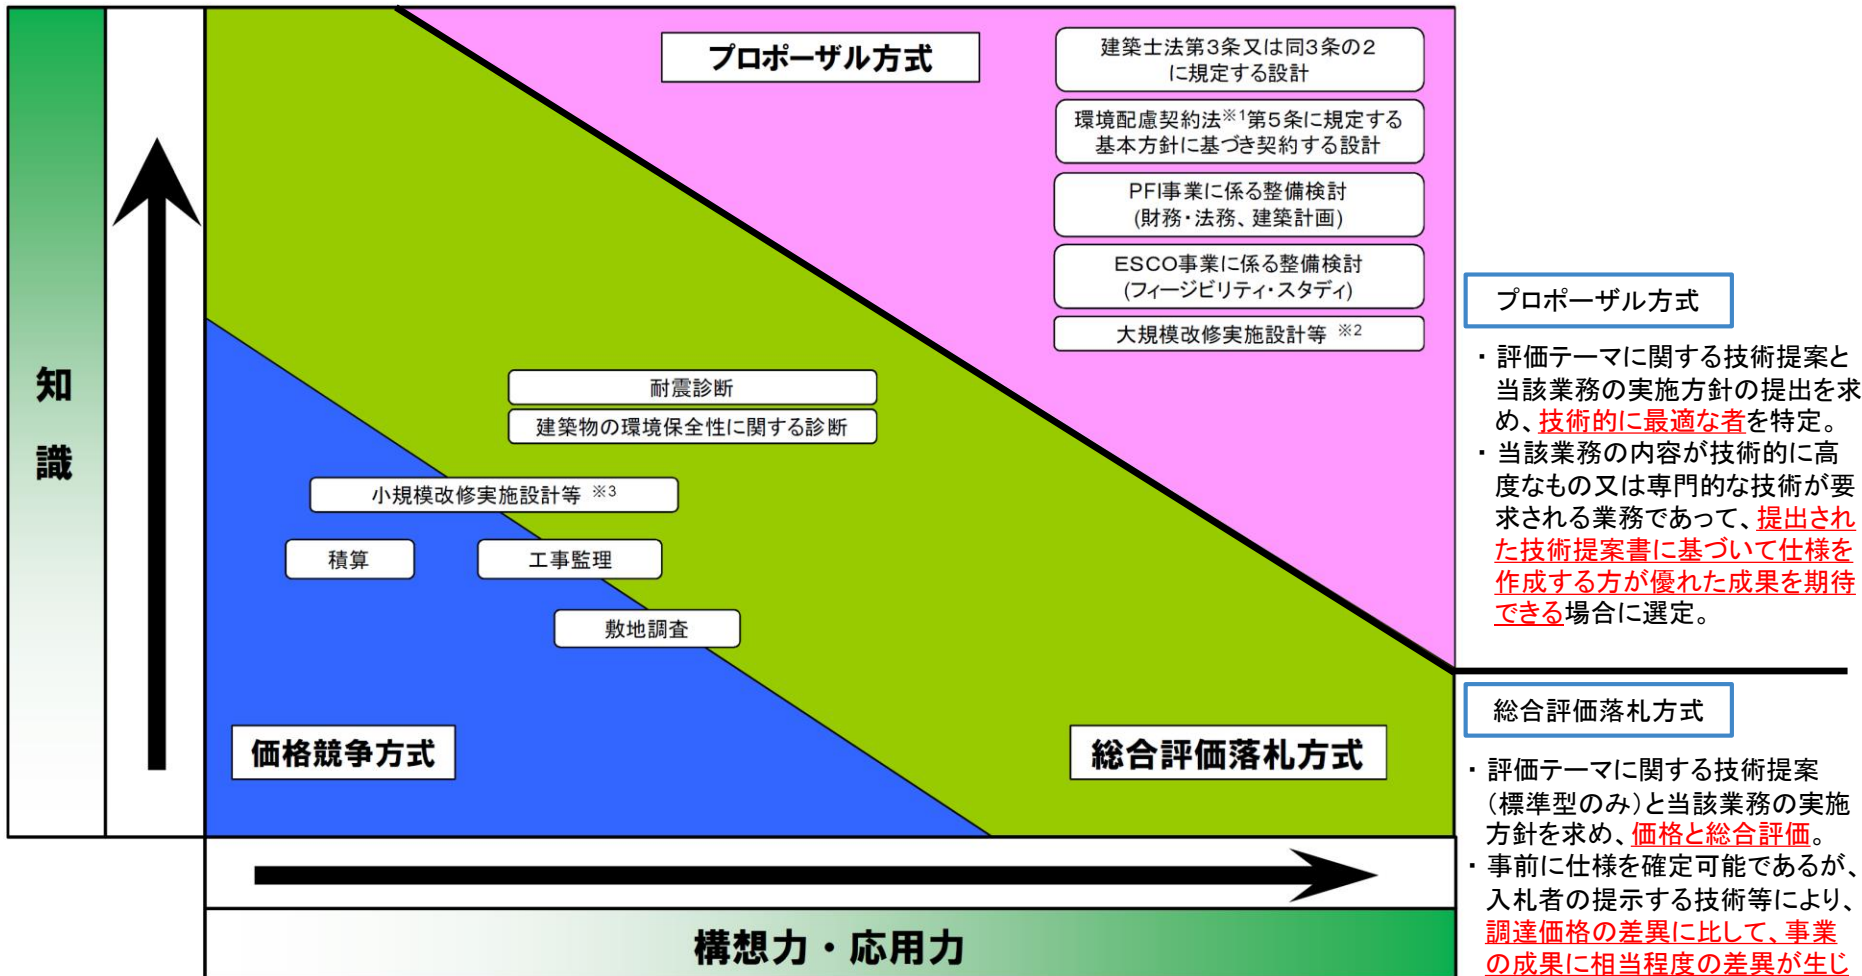 知
識
プロポーザル方式
建築士法第3条又は同3条の2
に規定する設計
環境配慮契約法※1第5条に規定する
基本方針に基づき契約する設計
PFI事業に係る整備検討
(財務・法務、建築計画)
ESCO事業に係る整備検討
(フィージビリティ・スタディ)
大規模改修実施設計等 ※2
耐震診断
建築物の環境保全性に関する診断
小規模改修実施設計等 ※3
積算
工事監理
敷地調査
価格競争方式
総合評価落札方式
構想力・応用力
プロポーザル方式
・ 評価テーマに関する技術提案と
当該業務の実施方針の提出を求
め、技術的に最適な者を特定。
・ 当該業務の内容が技術的に高
度なもの又は専門的な技術が要
求される業務であって、提出され
た技術提案書に基づいて仕様を
作成する方が優れた成果を期待
できる場合に選定。
総合評価落札方式
・ 評価テーマに関する技術提案
(標準型のみ)と当該業務の実施
方針を求め、価格と総合評価。
・ 事前に仕様を確定可能であるが、
入札者の提示する技術等により、
調達価格の差異に比して、事業
の成果に相当程度の差異が生じ